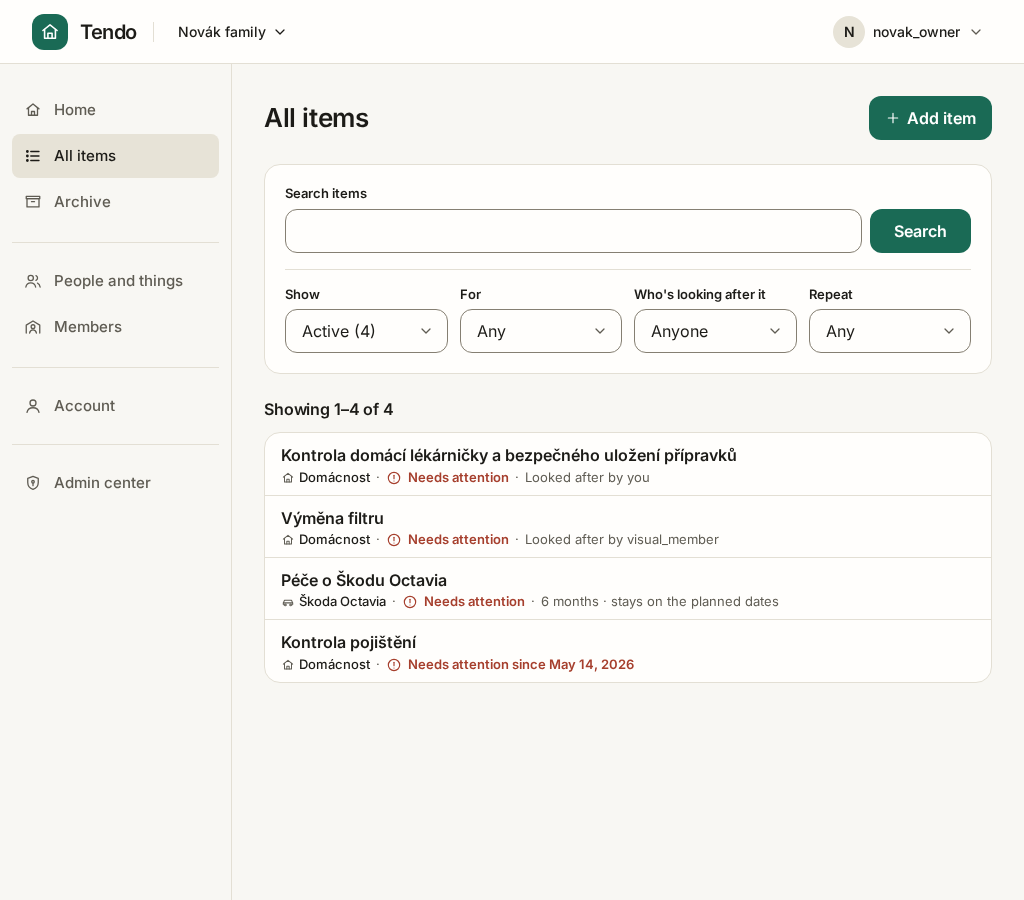 Tendo
Novák family
N
novak_owner
Home
All items
Archive
People and things
Members
Account
Admin center
All items
Add item
Search items
Search
Show
For
Who's looking after it
Repeat
Active (4)
Any
Anyone
Any
Showing 1–4 of 4
Kontrola domácí lékárničky a bezpečného uložení přípravků
Domácnost · Needs attention · Looked after by you
Výměna filtru
Domácnost · Needs attention · Looked after by visual_member
Péče o Škodu Octavia
Škoda Octavia · Needs attention · 6 months · stays on the planned dates
Kontrola pojištění
Domácnost · Needs attention since May 14, 2026